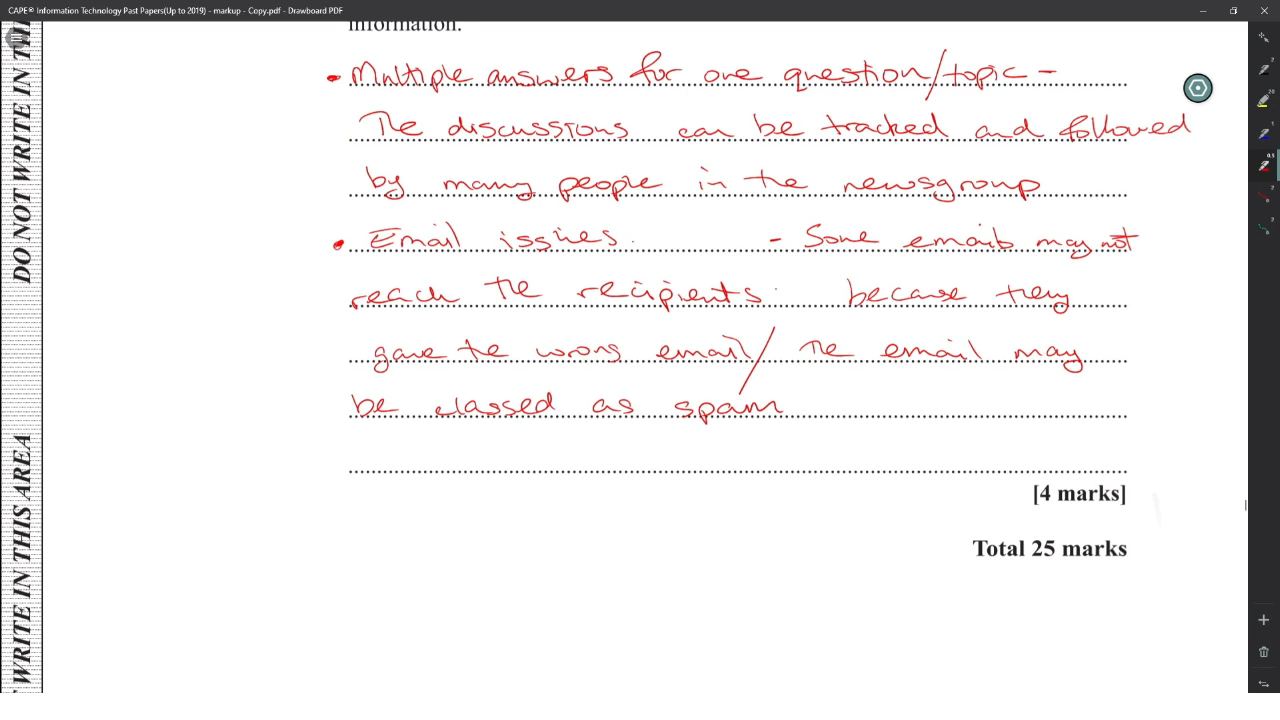 CAPE® Information Technology Past Papers(Up to 2019) - markup - Copy.pdf - Drawboard PDF
information.
• Multiple answers for one question/topic -
The discussions can be tracked and followed
by many people in the newsgroup
• Email issues. - Some emails may not
reach the recipients. because they
gave the wrong email/ The email may
be classed as spam
[4 marks]
Total 25 marks
DO NOT WRITE IN TH
WRITE IN THIS AREA